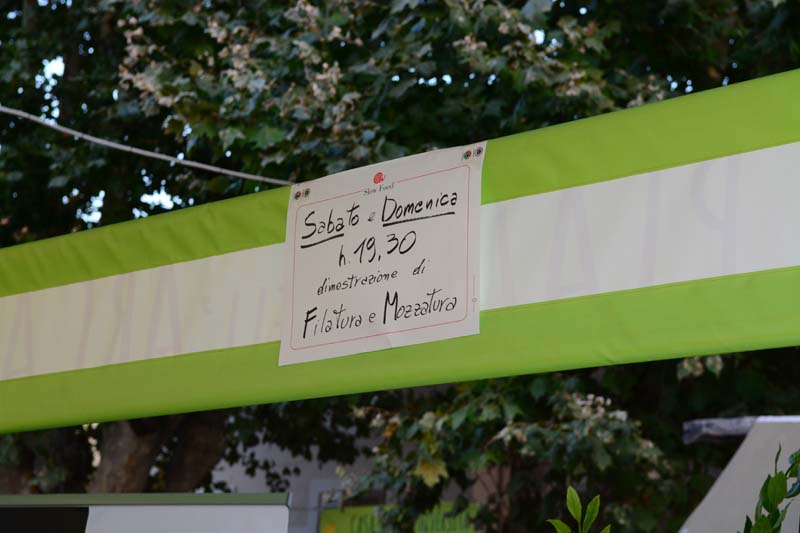 Slow Food
Sabato e Domenica
h. 19,30
dimostrazione di
Filatura e Mozzatura